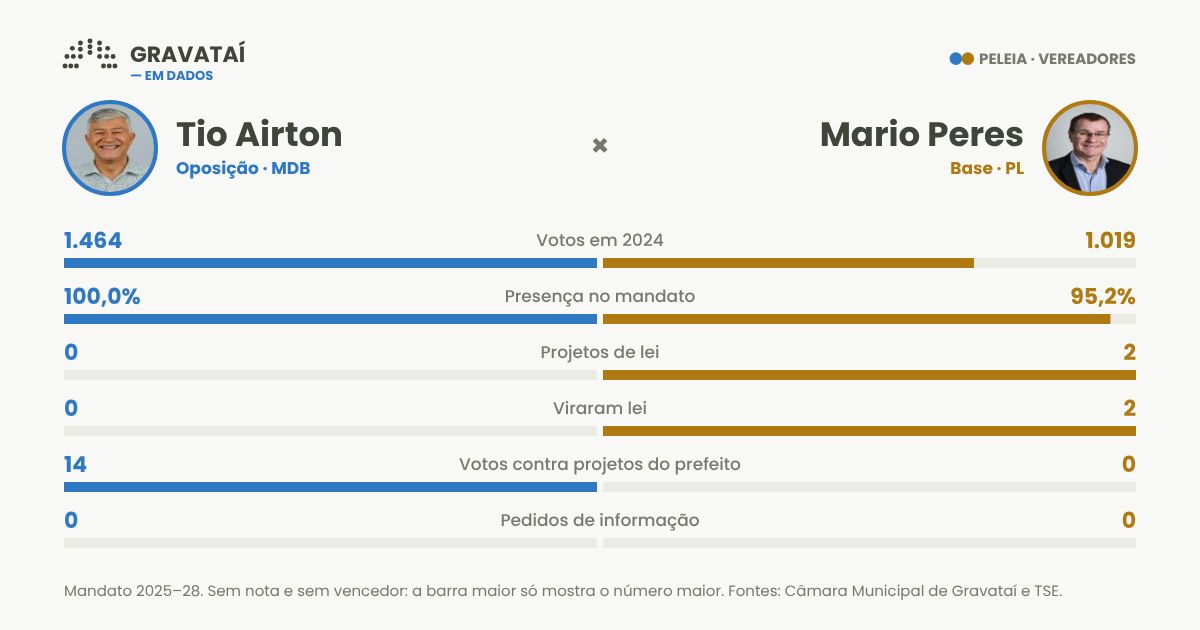 GRAVATAÍ
— EM DADOS
PELEIA · VEREADORES
Tio Airton
Oposição · MDB
×
Mario Peres
Base · PL
1.464 Votos em 2024 1.019
100,0% Presença no mandato 95,2%
0 Projetos de lei 2
0 Viraram lei 2
14 Votos contra projetos do prefeito 0
0 Pedidos de informação 0
Mandato 2025–28. Sem nota e sem vencedor: a barra maior só mostra o número maior. Fontes: Câmara Municipal de Gravataí e TSE.